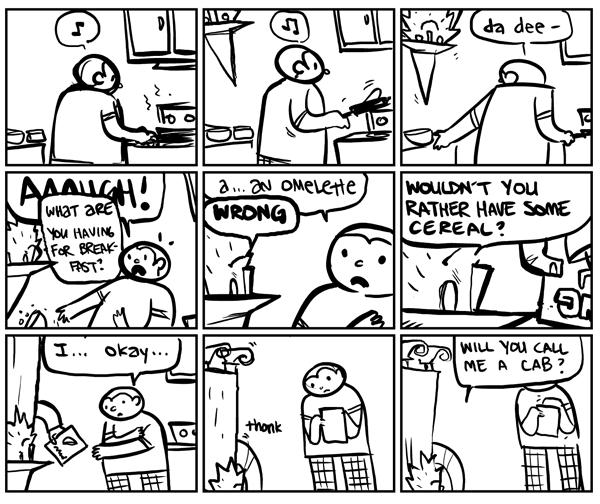 da dee-
AAAUGH!
WHAT ARE
YOU HAVING
FOR BREAK-
FAST?
a... an OMELETTE
WRONG
WOULDN'T YOU
RATHER HAVE SOME
CEREAL?
I... okay...
thonk
WILL YOU CALL
ME A CAB?